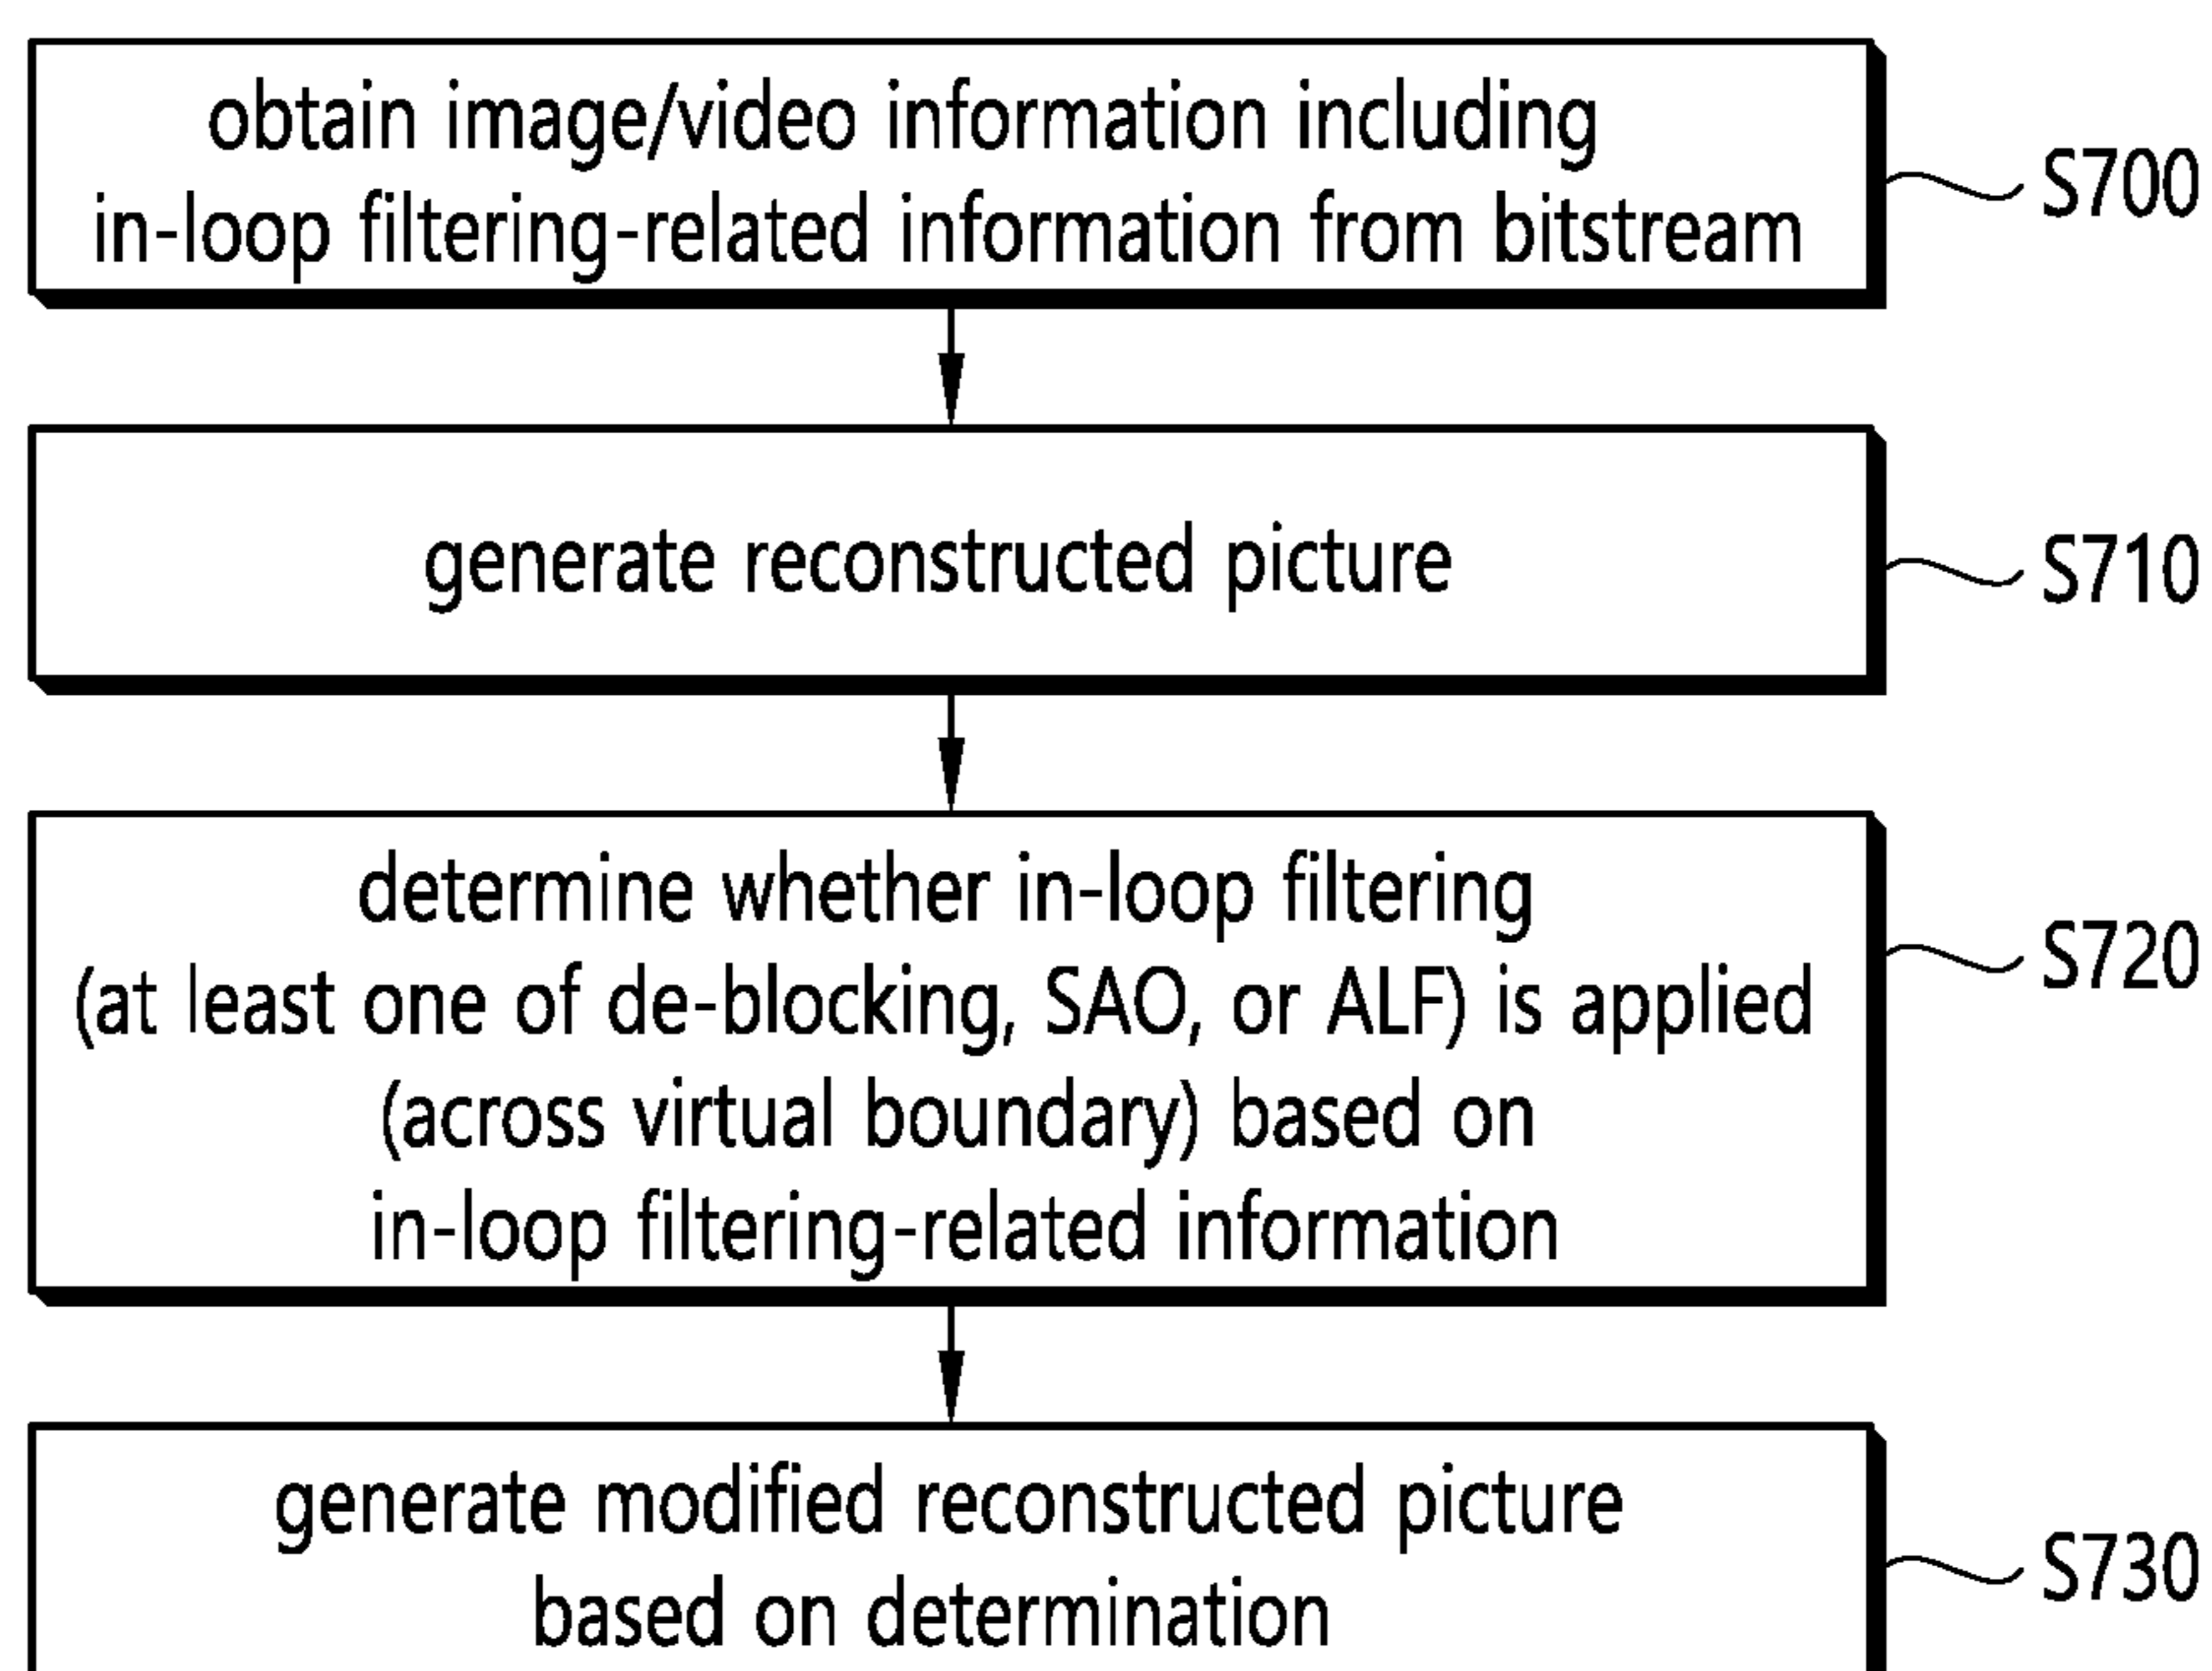 obtain image/video information including
in-loop filtering-related information from bitstream
S700
generate reconstructed picture
S710
determine whether in-loop filtering
(at least one of de-blocking, SAO, or ALF) is applied
(across virtual boundary) based on
in-loop filtering-related information
S720
generate modified reconstructed picture
based on determination
S730